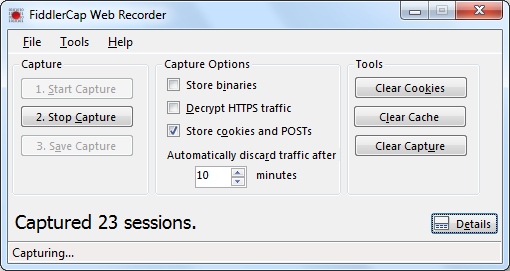 FiddlerCap Web Recorder
File Tools Help
Capture
1. Start Capture
2. Stop Capture
3. Save Capture
Capture Options
Store binaries
Decrypt HTTPS traffic
Store cookies and POSTs
Automatically discard traffic after
10 minutes
Tools
Clear Cookies
Clear Cache
Clear Capture
Captured 23 sessions.
Details
Capturing...